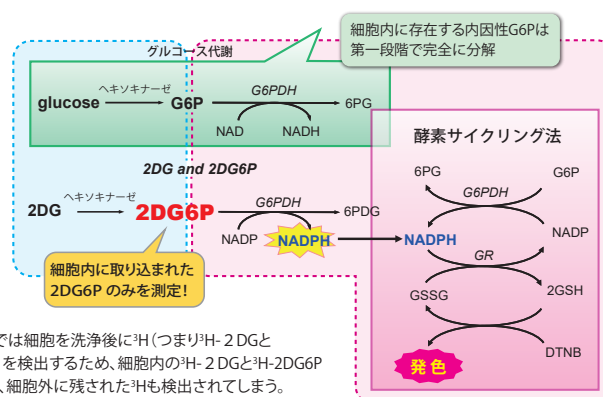 細胞内に存在する内因性G6Pは
第一段階で完全に分解
グルコース代謝
glucose
ヘキソキナーゼ
G6P
G6PDH
6PG
NAD
NADH
2DG and 2DG6P
2DG
ヘキソキナーゼ
2DG6P
G6PDH
6PDG
NADP
NADPH
細胞内に取り込まれた
2DG6P のみを測定!
酵素サイクリング法
6PG
G6P
G6PDH
NADPH
NADP
GR
GSSG
2GSH
DTNB
発色
では細胞を洗浄後に³H(つまり³H-2DGと
を検出するため、細胞内の³H-2DGと³H-2DG6P
、細胞外に残された³Hも検出されてしまう。